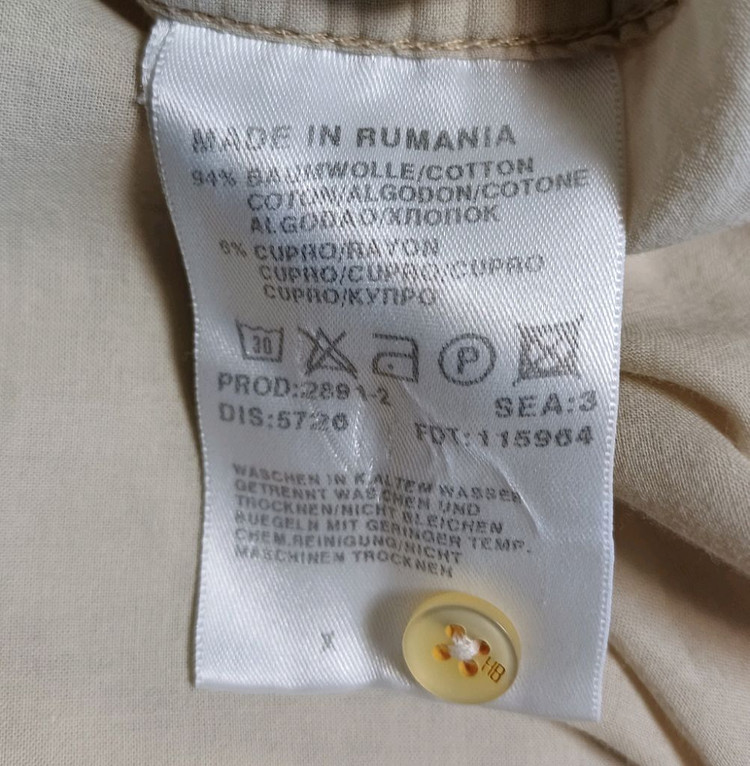 MADE IN RUMANIA
94% BAUMWOLLE/COTTON
COTON/ALGODON/COTONE
ALGODAO/ХЛОПОК
6% CUPRO/RAYON
CUPRO/CUPRO/CUPRO
CUPRO/КУПРО
30 P
PROD:2891-2 SEA:3
DIS:5726 FDT:115964
WASCHEN IN KALTEM WASSER
GETRENNT WASCHEN UND
TROCKNEN/NICHT BLEICHEN
BUEGELN MIT GERINGER TEMP.
CHEM.REINIGUNG/NICHT
MASCHINEN TROCKNEN
X
HB